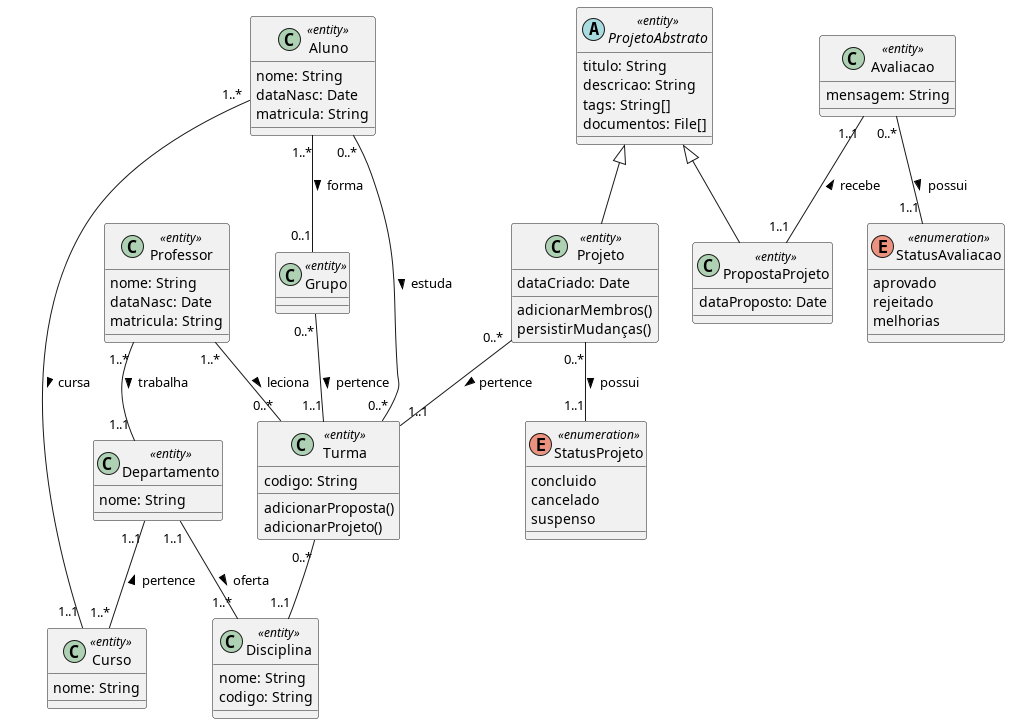 C «entity» Aluno
nome: String
dataNasc: Date
matricula: String
A «entity» ProjetoAbstrato
titulo: String
descricao: String
tags: String[]
documentos: File[]
C «entity» Avaliacao
mensagem: String
1..*
1..*
0..*
1..1
0..*
forma
recebe
possui
0..1
1..1
1..1
C «entity» Professor
nome: String
dataNasc: Date
matricula: String
C «entity» Grupo
estuda
C «entity» Projeto
dataCriado: Date
adicionarMembros()
persistirMudanças()
C «entity» PropostaProjeto
dataProposto: Date
E «enumeration» StatusAvaliacao
aprovado
rejeitado
melhorias
1..*
1..*
0..*
0..*
0..*
cursa
trabalha
leciona
pertence
pertence
possui
1..1
0..*
1..1
0..*
1..1
1..1
C «entity» Departamento
nome: String
C «entity» Turma
codigo: String
adicionarProposta()
adicionarProjeto()
E «enumeration» StatusProjeto
concluido
cancelado
suspenso
1..1
1..1
0..*
pertence
oferta
1..1
1..*
1..*
1..1
C «entity» Curso
nome: String
C «entity» Disciplina
nome: String
codigo: String